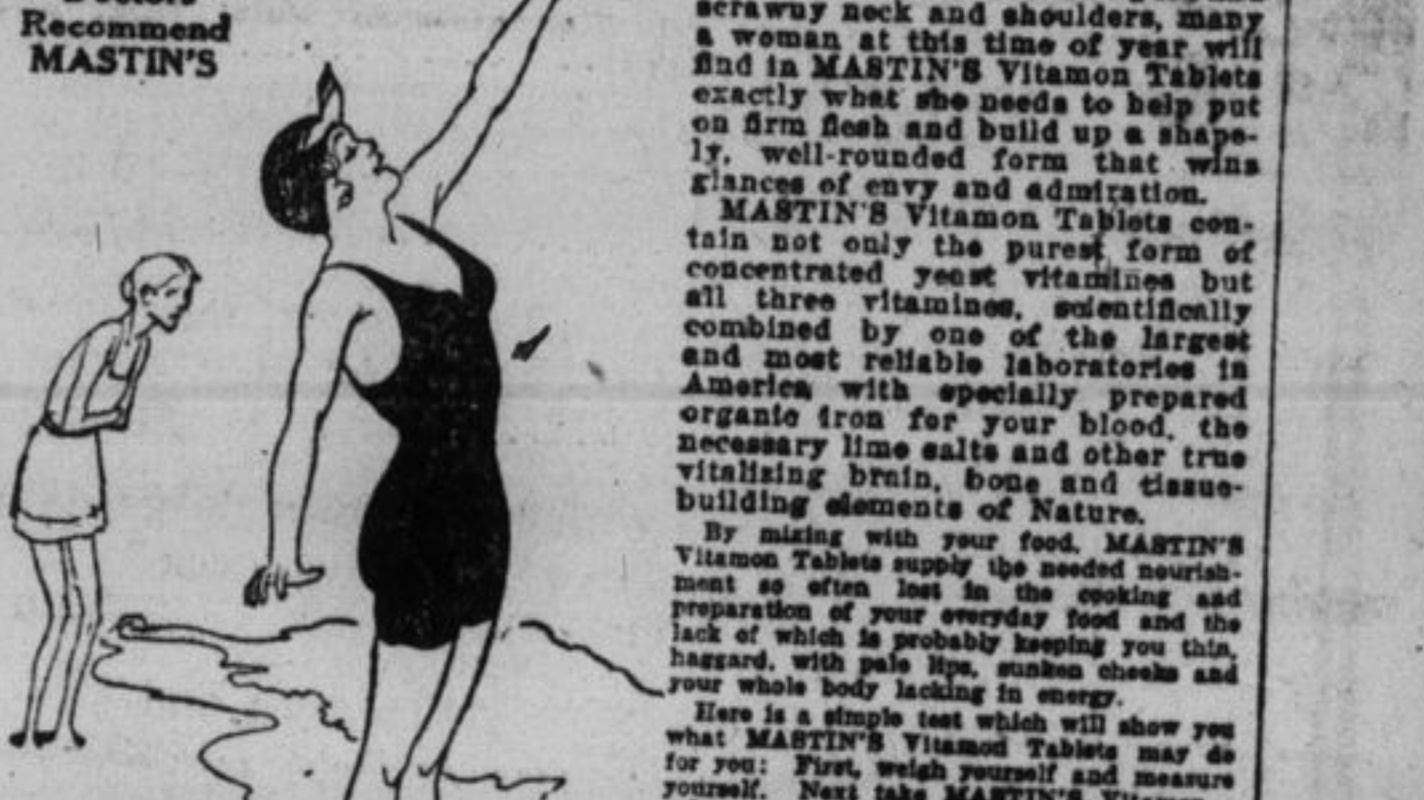 Doctors
Recommend
MASTIN'S
scrawny neck and shoulders, many
a woman at this time of year will
find in MASTIN'S Vitamon Tablets
exactly what she needs to help put
on firm flesh and build up a shape-
ly, well-rounded form that wins
glances of envy and admiration.
MASTIN'S Vitamon Tablets con-
tain not only the purest form of
concentrated yeast vitamines but
all three vitamines, scientifically
combined by one of the largest
and most reliable laboratories in
America with specially prepared
organic iron for your blood, the
necessary lime salts and other true
vitalizing brain, bone and tissue-
building elements of Nature.
By mixing with your food, MASTIN'S
Vitamon Tablets supply the needed nourish-
ment so often lost in the cooking and
preparation of your everyday food and the
lack of which is probably keeping you thin,
haggard, with pale lips, sunken cheeks and
your whole body lacking in energy.
Here is a simple test which will show you
what MASTIN'S Vitamon Tablets may do
for you: First, weigh yourself and measure
yourself. Next take MASTIN'S Vitamon